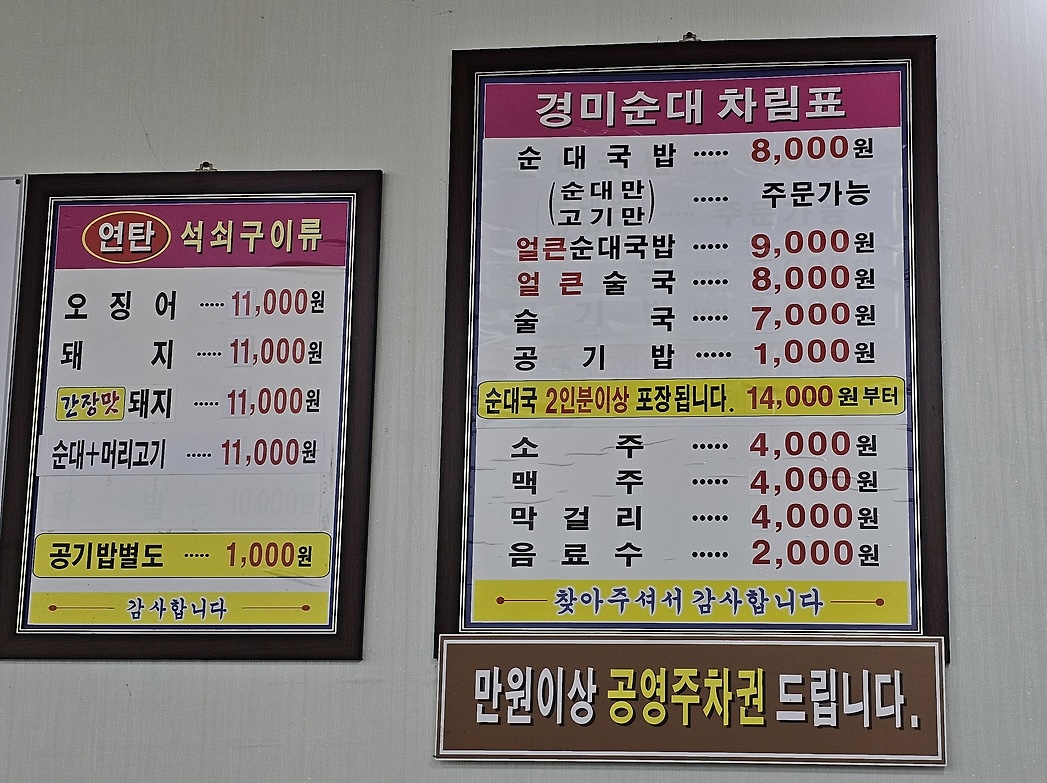 연탄 석쇠구이류
오징어 ····· 11,000원
돼지 ····· 11,000원
간장맛 돼지 ····· 11,000원
순대+머리고기 ····· 11,000원
공기밥별도 ····· 1,000원
감사합니다
경미순대 차림표
순대국밥 ····· 8,000원
(순대만
고기만) ····· 주문가능
얼큰순대국밥 ····· 9,000원
얼큰술국 ····· 8,000원
술국 ····· 7,000원
공기밥 ····· 1,000원
순대국 2인분이상 포장됩니다. 14,000원부터
소주 ····· 4,000원
맥주 ····· 4,000원
막걸리 ····· 4,000원
음료수 ····· 2,000원
찾아주셔서 감사합니다
만원이상 공영주차권 드립니다.